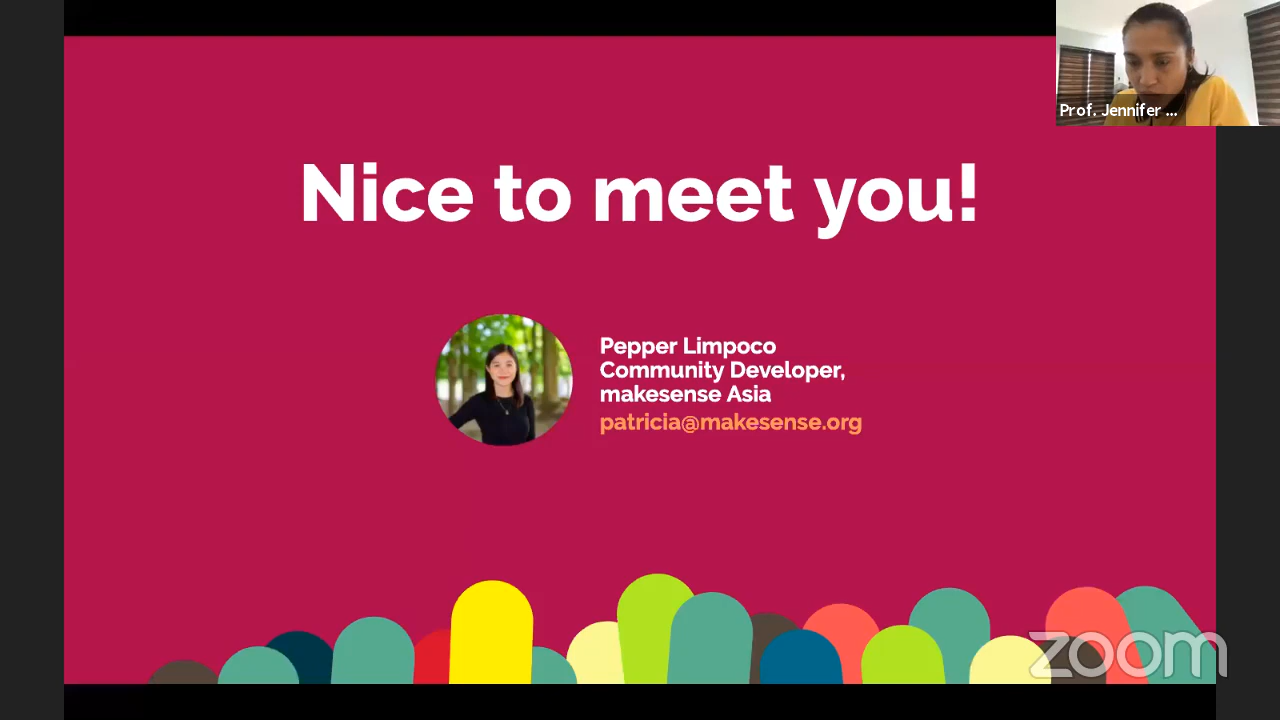 Prof. Jennifer ...
Nice to meet you!
Pepper Limpoco
Community Developer,
makesense Asia
patricia@makesense.org
zoom